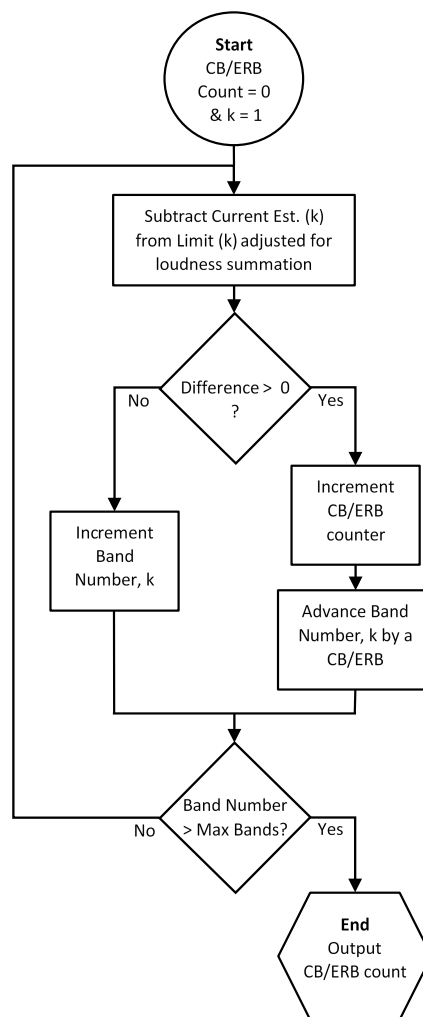 Start
CB/ERB
Count = 0
& k = 1
Subtract Current Est. (k)
from Limit (k) adjusted for
loudness summation
Difference > 0
?
No
Yes
Increment
Band
Number, k
Increment
CB/ERB
counter
Advance Band
Number, k by a
CB/ERB
Band Number
> Max Bands?
No
Yes
End
Output
CB/ERB count